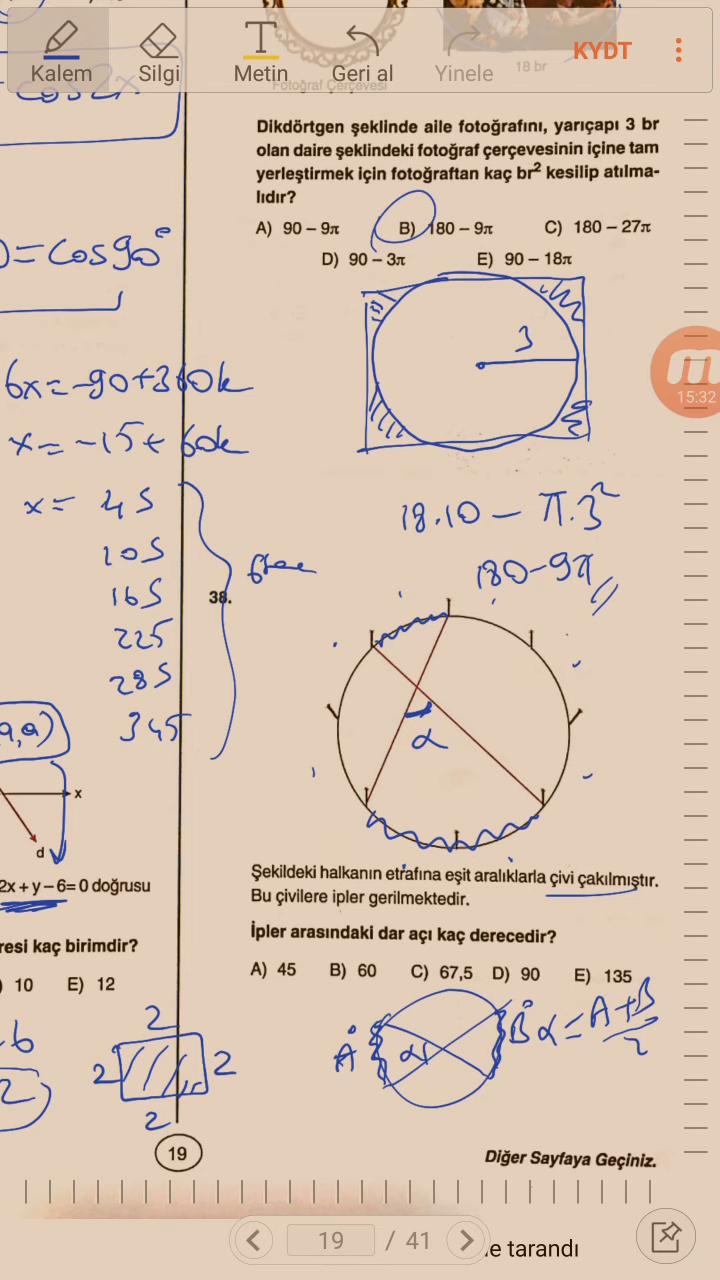 Kalem
Silgi
Metin
Geri al
Yinele
KYDT
Fotoğraf Çerçevesi
18 br
cos2x
Dikdörtgen şeklinde aile fotoğrafını, yarıçapı 3 br
olan daire şeklindeki fotoğraf çerçevesinin içine tam
yerleştirmek için fotoğraftan kaç br² kesilip atılma-
lıdır?
A) 90 – 9π B) 180 – 9π C) 180 – 27π
D) 90 – 3π E) 90 – 18π
= cos90°
6x = -90+360k
x = -15+60k
x = 45
105
165
225
285
345
3
15:32
18.10 – π.3²
180-9π
38.
α
a,a)
x
d
2x + y – 6= 0 doğrusu
resi kaç birimdir?
10 E) 12
Şekildeki halkanın etrafına eşit aralıklarla çivi çakılmıştır.
Bu çivilere ipler gerilmektedir.
İpler arasındaki dar açı kaç derecedir?
A) 45 B) 60 C) 67,5 D) 90 E) 135
A α B α = A+B
2
6
2
2
2 2
2
19
Diğer Sayfaya Geçiniz.
19 / 41
le tarandı